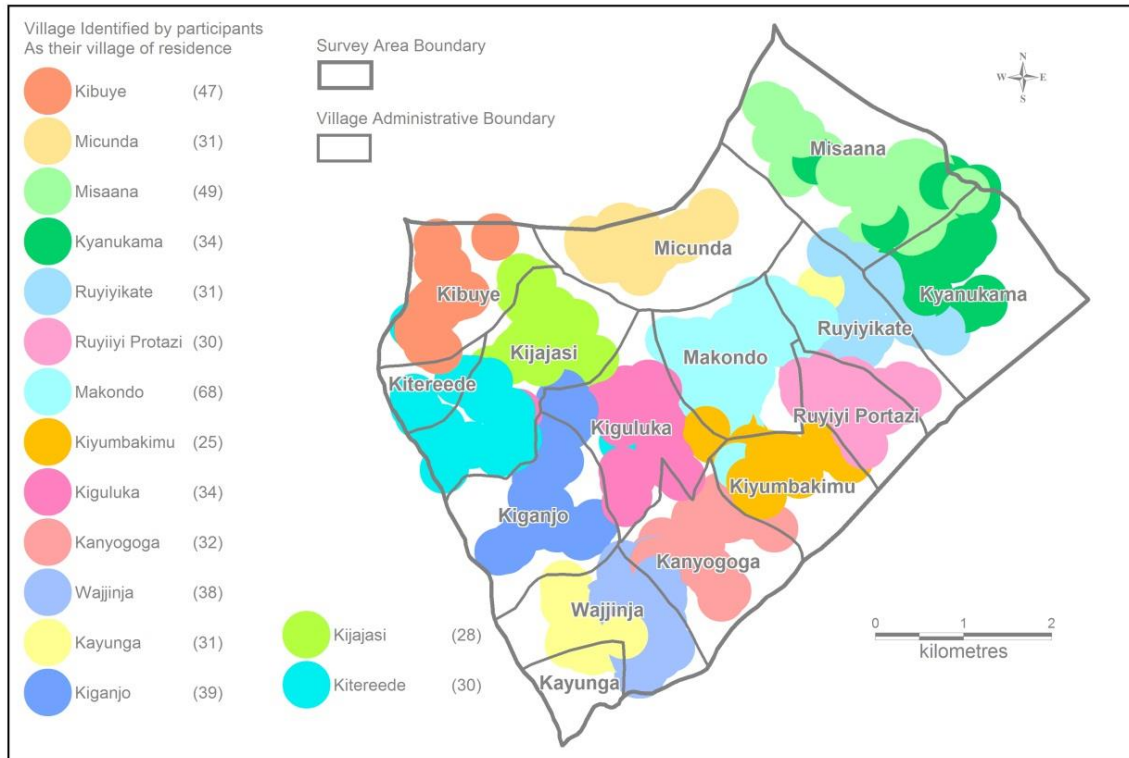 Village Identified by participants
As their village of residence
Kibuye (47)
Micunda (31)
Misaana (49)
Kyanukama (34)
Ruyiyikate (31)
Ruyiiyi Protazi (30)
Makondo (68)
Kiyumbakimu (25)
Kiguluka (34)
Kanyogoga (32)
Wajjinja (38)
Kayunga (31)
Kiganjo (39)
Kijajasi (28)
Kitereede (30)
Survey Area Boundary
Village Administrative Boundary
N
W E
S
Misaana
Micunda
Kibuye
Kyanukama
Ruyiyikate
Kijajasi
Makondo
Kitereede
Ruyiyi Portazi
Kiguluka
Kiyumbakimu
Kiganjo
Kanyogoga
Wajjinja
Kayunga
0 1 2
kilometres